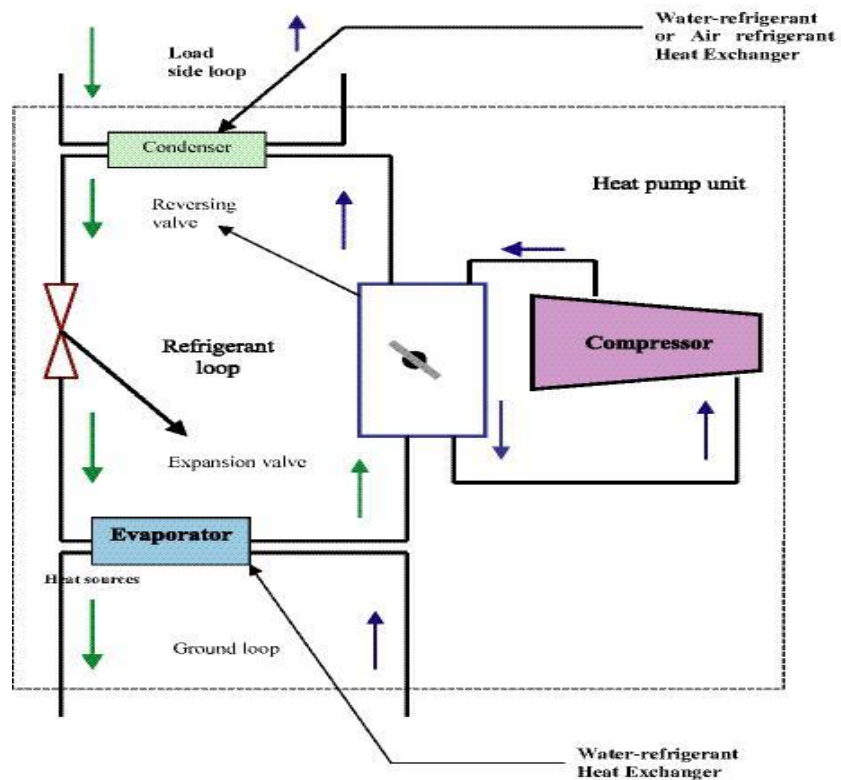 Water-refrigerant
or Air refrigerant
Heat Exchanger
Load
side loop
Condenser
Heat pump unit
Reversing
valve
Compressor
Refrigerant
loop
Expansion valve
Evaporator
Heat sources
Ground loop
Water-refrigerant
Heat Exchanger